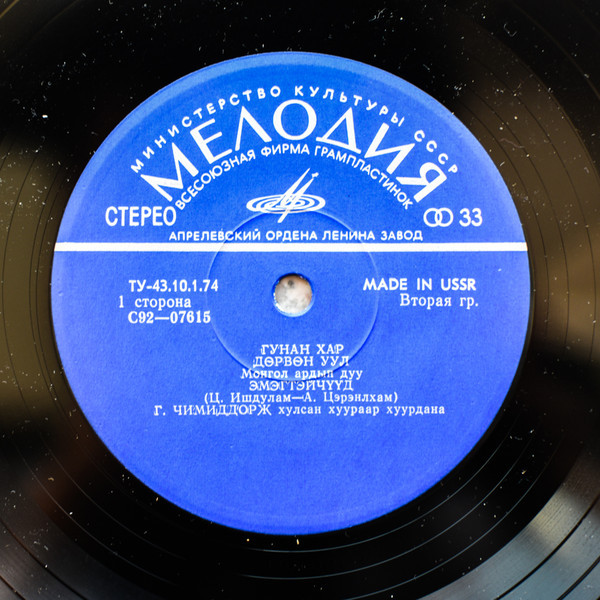 МИНИСТЕРСТВО КУЛЬТУРЫ СССР
МЕЛОДИЯ
ВСЕСОЮЗНАЯ ФИРМА ГРАМПЛАСТИНОК
СТЕРЕО
33
АПРЕЛЕВСКИЙ ОРДЕНА ЛЕНИНА ЗАВОД
ТУ-43.10.1.74
MADE IN USSR
1 сторона
Вторая гр.
С92—07615
ГУНАН ХАР
ДӨРВӨН УУЛ
Монгол ардын дуу
ЭМЭГТЭЙЧҮҮД
(Ц. Ишдулам—А. Цэрэнлхам)
Г. ЧИМИДДОРЖ хулсан хуураар хуурдана